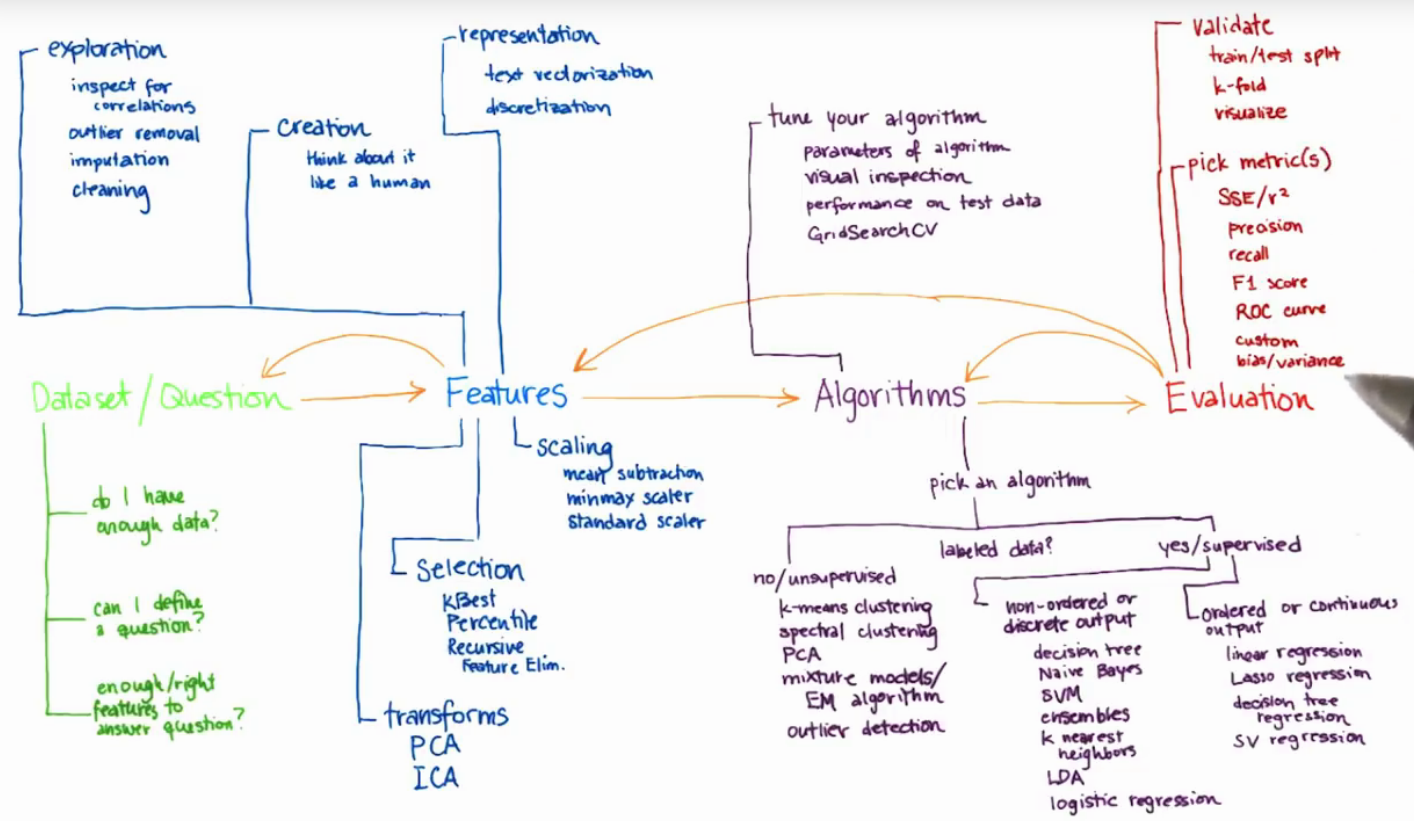 exploration
inspect for
correlations
outlier removal
imputation
cleaning
creation
think about it
like a human
representation
text vectorization
discretization
tune your algorithm
parameters of algorithm
visual inspection
performance on test data
GridSearchCV
validate
train/test split
k-fold
visualize
pick metric(s)
SSE/r²
precision
recall
F1 score
ROC curve
custom
bias/variance
Dataset/Question
Features
Algorithms
Evaluation
do I have
enough data?
can I define
a question?
enough/right
features to
answer question?
scaling
mean subtraction
minmax scaler
standard scaler
Selection
KBest
Percentile
Recursive
Feature Elim.
transforms
PCA
ICA
pick an algorithm
labeled data?
no/unsupervised
k-means clustering
spectral clustering
PCA
mixture models/
EM algorithm
outlier detection
yes/supervised
non-ordered or
discrete output
decision tree
Naive Bayes
SVM
ensembles
k nearest
neighbors
LDA
logistic regression
ordered or continuous
output
linear regression
Lasso regression
decision tree
regression
SV regression